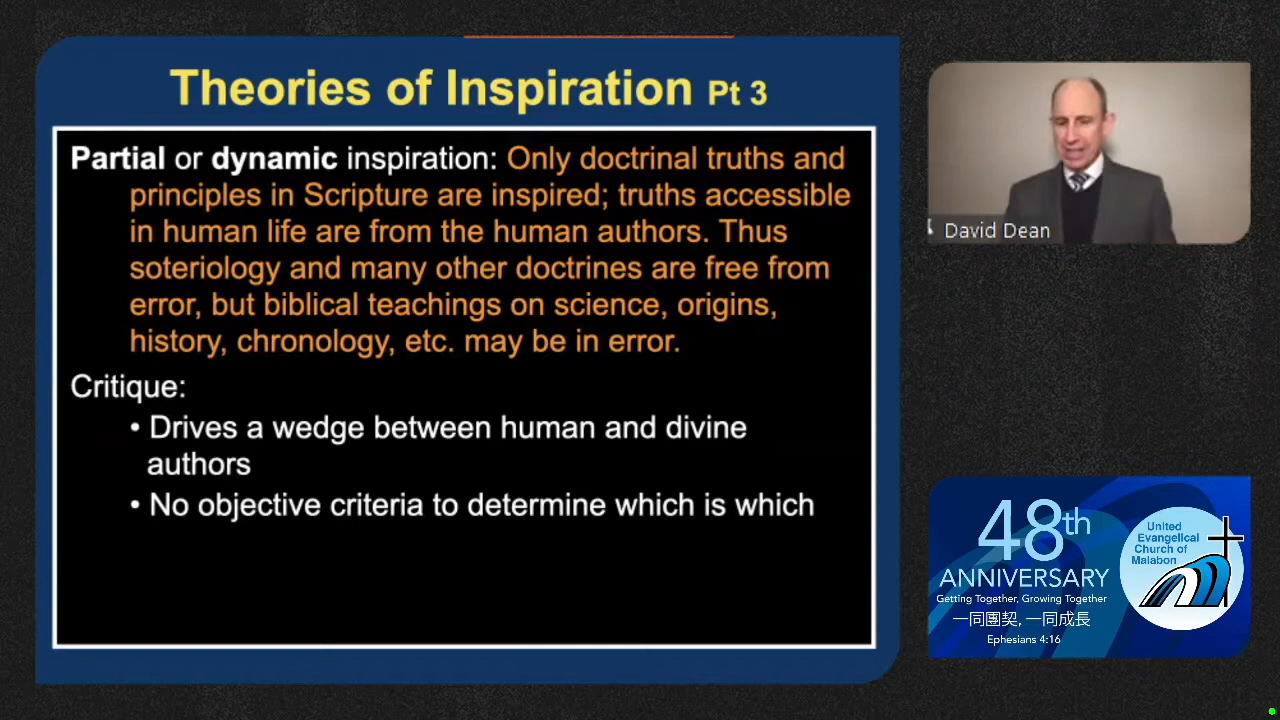 Theories of Inspiration Pt 3
Partial or dynamic inspiration: Only doctrinal truths and
principles in Scripture are inspired; truths accessible
in human life are from the human authors. Thus
soteriology and many other doctrines are free from
error, but biblical teachings on science, origins,
history, chronology, etc. may be in error.
Critique:
• Drives a wedge between human and divine
authors
• No objective criteria to determine which is which
David Dean
48th
ANNIVERSARY
Getting Together, Growing Together
一同團契, 一同成長
Ephesians 4:16
United
Evangelical
Church of
Malabon